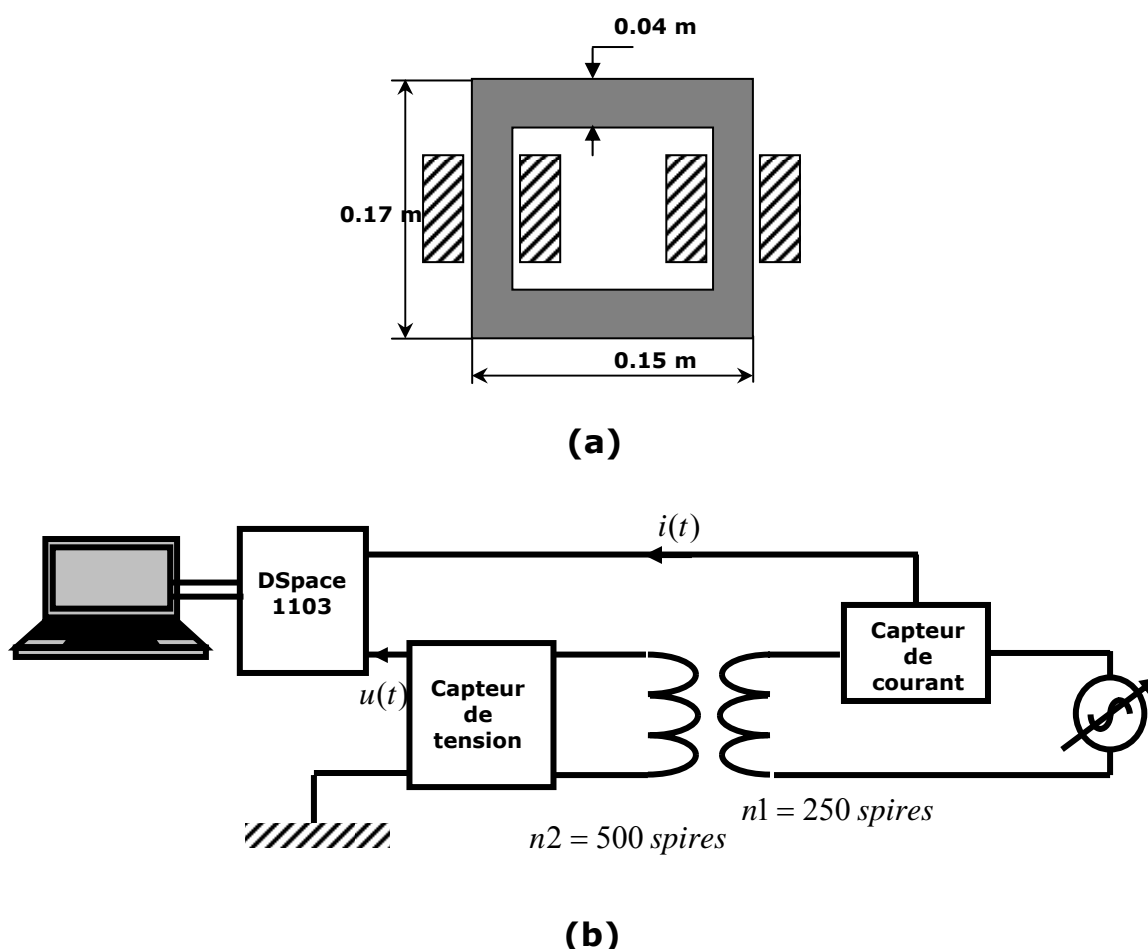 0.04 m
0.17 m
0.15 m
(a)
i(t)
DSpace
1103
Capteur
de
courant
u(t)
Capteur
de
tension
n1 = 250 spires
n2 = 500 spires
(b)